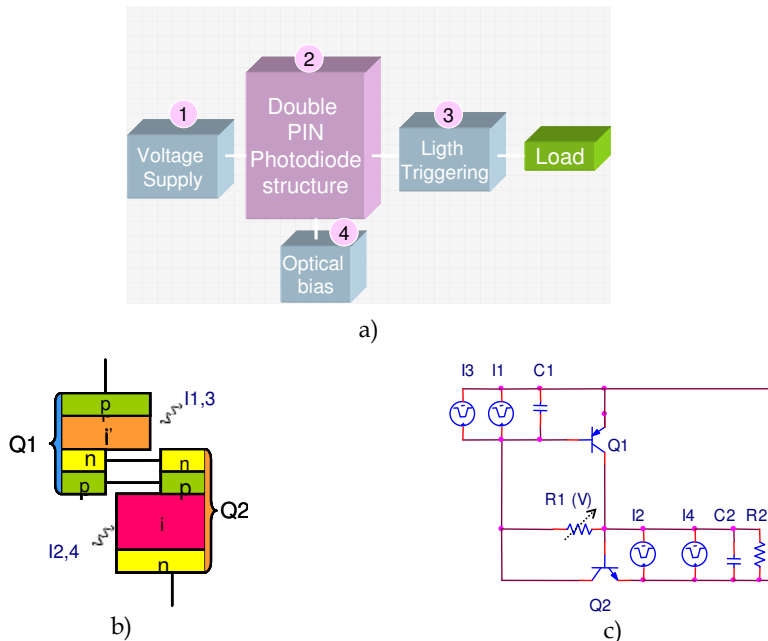 2
1
3
4
Double
PIN
Photodiode
structure
Voltage
Supply
Ligth
Triggering
Load
Optical
bias
a)
I1,3
p
i'
Q1
n
n
p
p
Q2
i
I2,4
n
b)
I3
I1
C1
Q1
R1 (V)
I2
I4
C2
R2
Q2
c)